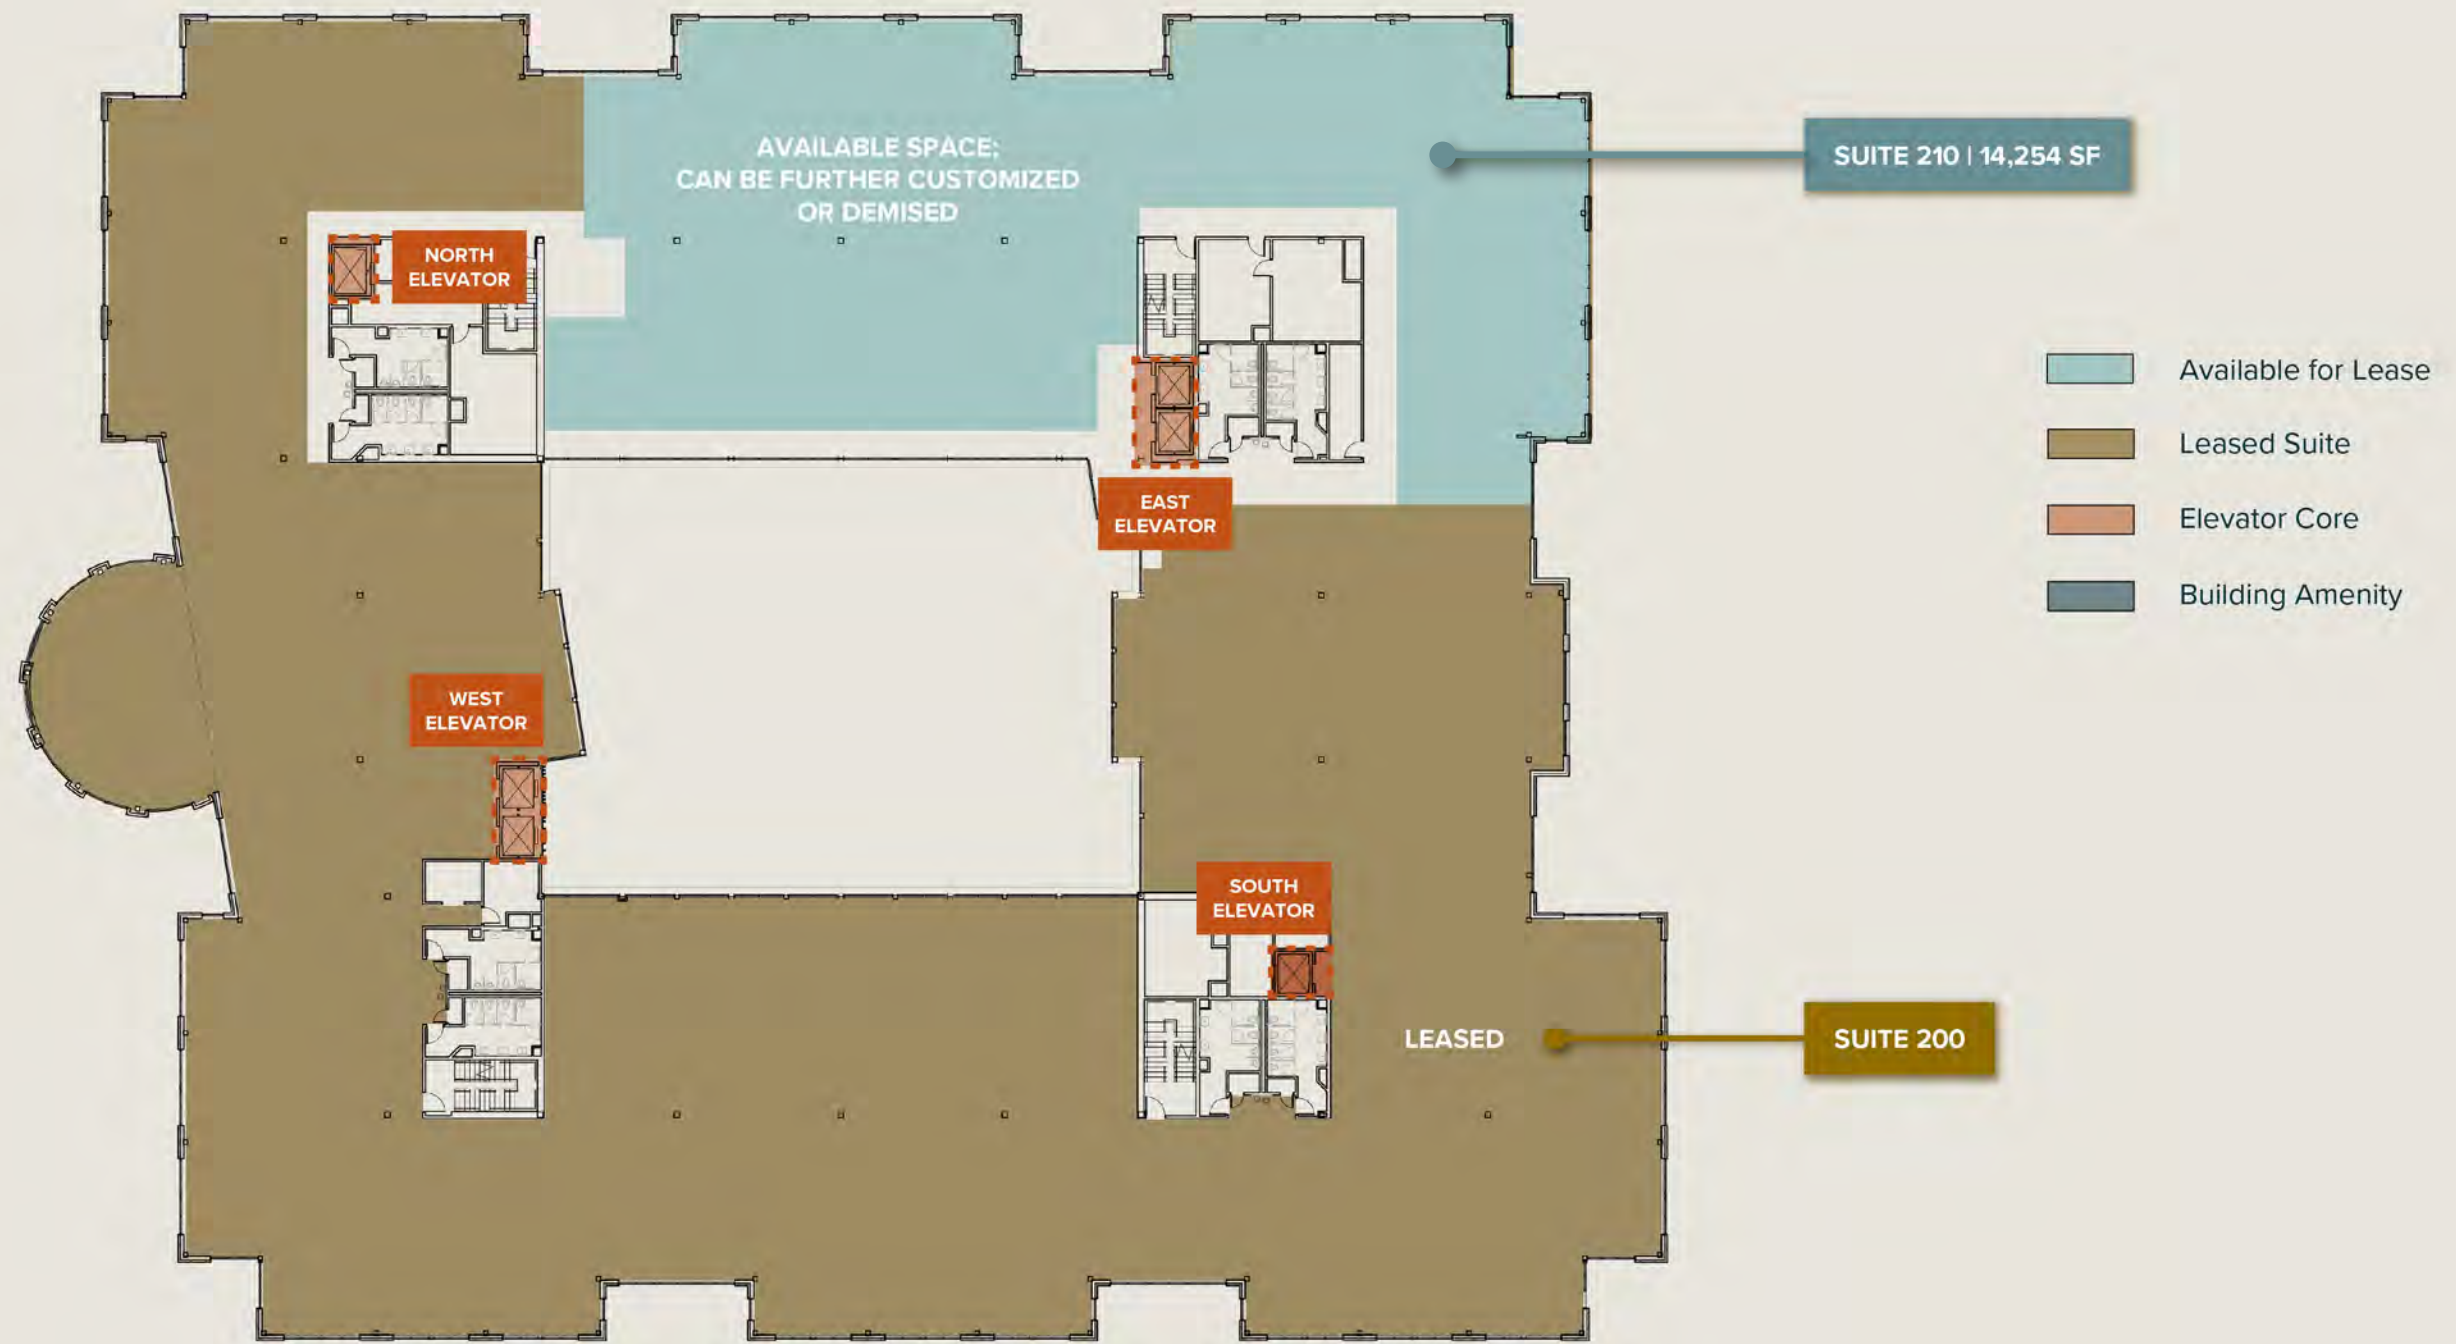 AVAILABLE SPACE;
CAN BE FURTHER CUSTOMIZED
OR DEMISED
SUITE 210 | 14,254 SF
NORTH
ELEVATOR
Available for Lease
Leased Suite
Elevator Core
Building Amenity
EAST
ELEVATOR
WEST
ELEVATOR
SOUTH
ELEVATOR
LEASED
SUITE 200